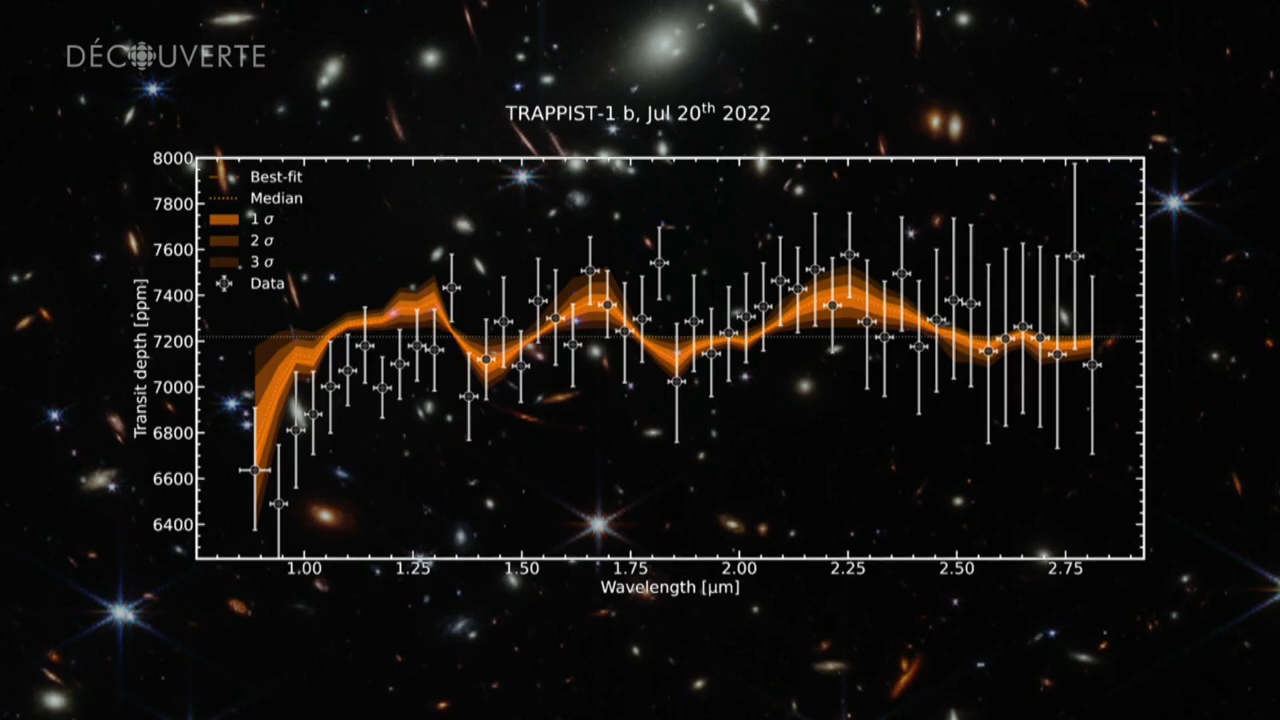 DÉCOUVERTE
TRAPPIST-1 b, Jul 20th 2022
8000
7800
7600
7400
7200
7000
6800
6600
6400
Transit depth [ppm]
Best-fit
Median
1 σ
2 σ
3 σ
Data
1.00 1.25 1.50 1.75 2.00 2.25 2.50 2.75
Wavelength [μm]